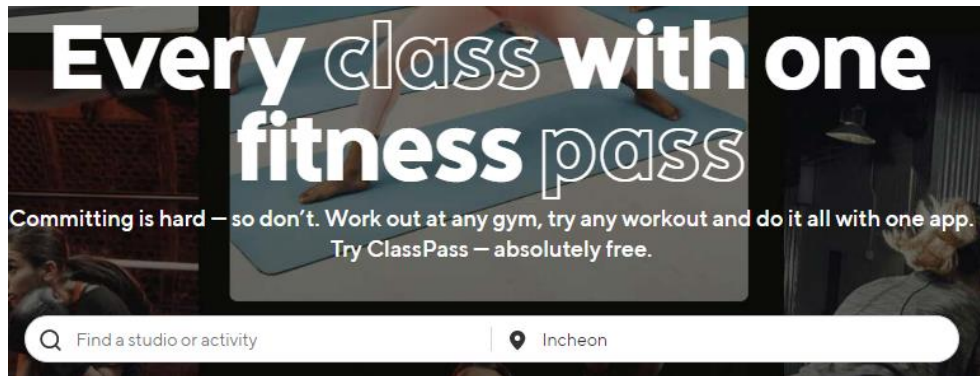 Every class with one
fitness pass
Committing is hard — so don't. Work out at any gym, try any workout and do it all with one app.
Try ClassPass — absolutely free.
Find a studio or activity
Incheon